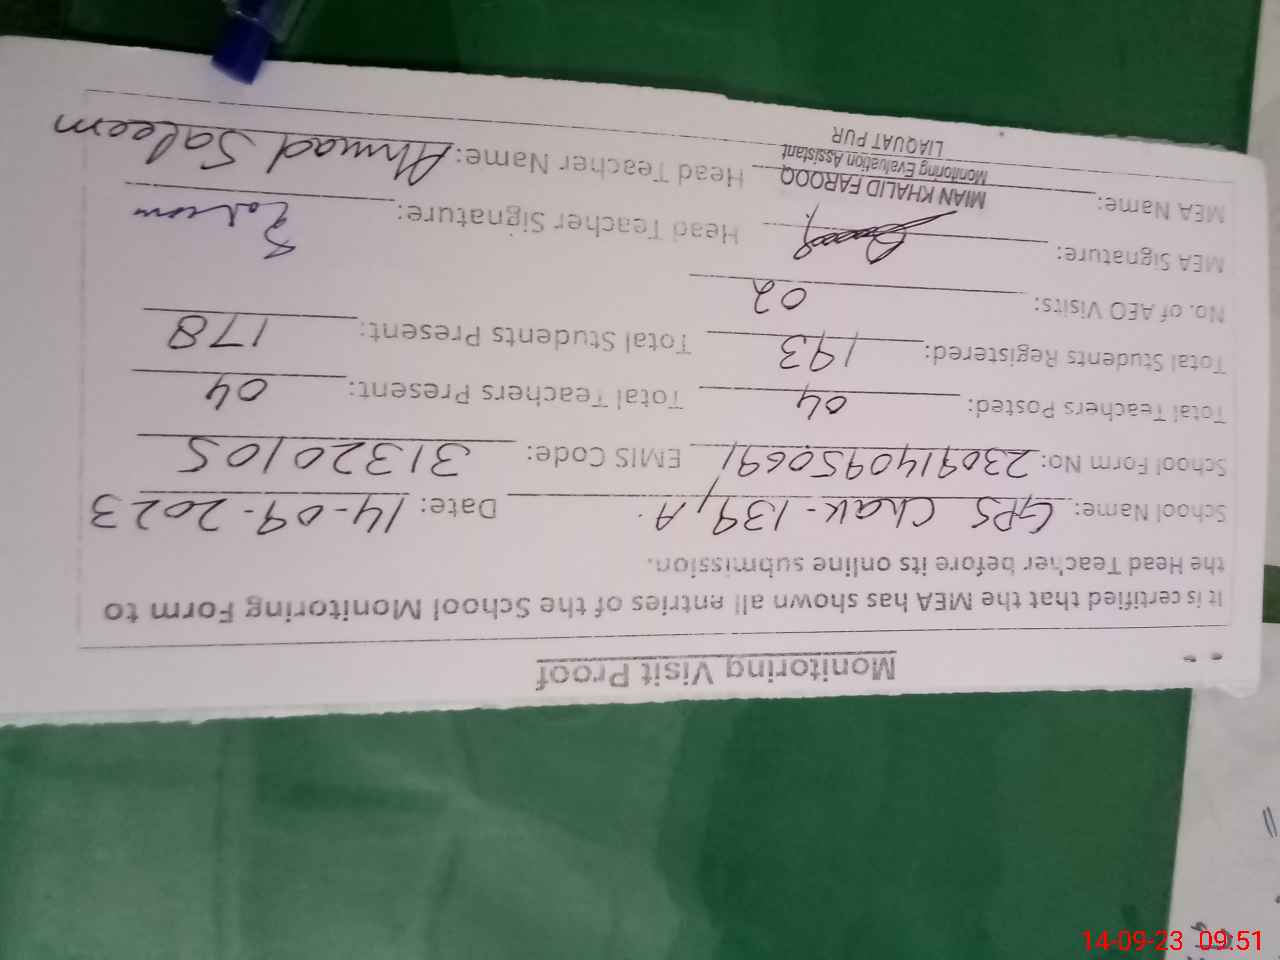 Monitoring Visit Proof
It is certified that the MEA has shown all entries of the School Monitoring Form to
the Head Teacher before its online submission.
School Name: GPS Chak-139/A. Date: 14-09-2023
School Form No: 230914095069 EMIS Code: 31320105
Total Teachers Posted: 04 Total Teachers Present: 04
Total Students Registered: 193 Total Students Present: 178
No. of AEO Visits: 02
MEA Signature: Head Teacher Signature: Saleem
MEA Name: MIAN KHALID FAROOQ Head Teacher Name: Ahmad Saleem
Monitoring Evaluation Assistant
LIAQUAT PUR
14-09-23 09:51